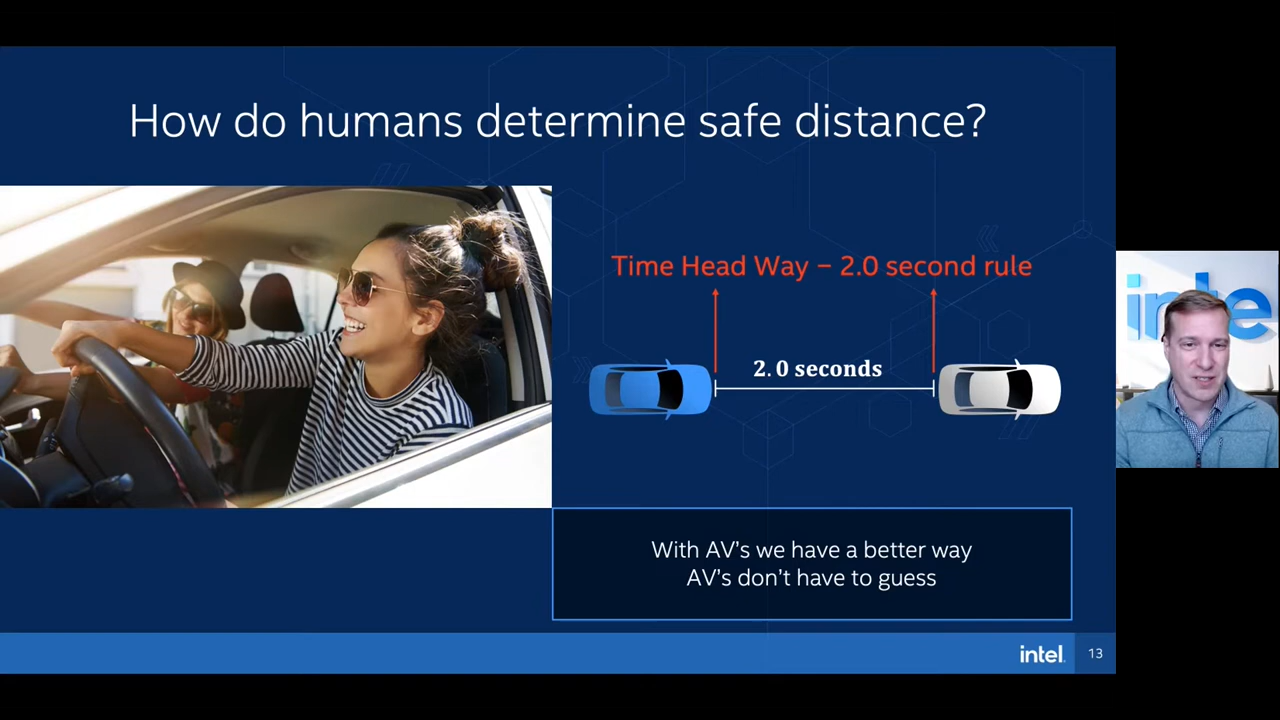 How do humans determine safe distance?
Time Head Way – 2.0 second rule
2.0 seconds
With AV's we have a better way
AV's don't have to guess
intel.
13
inte